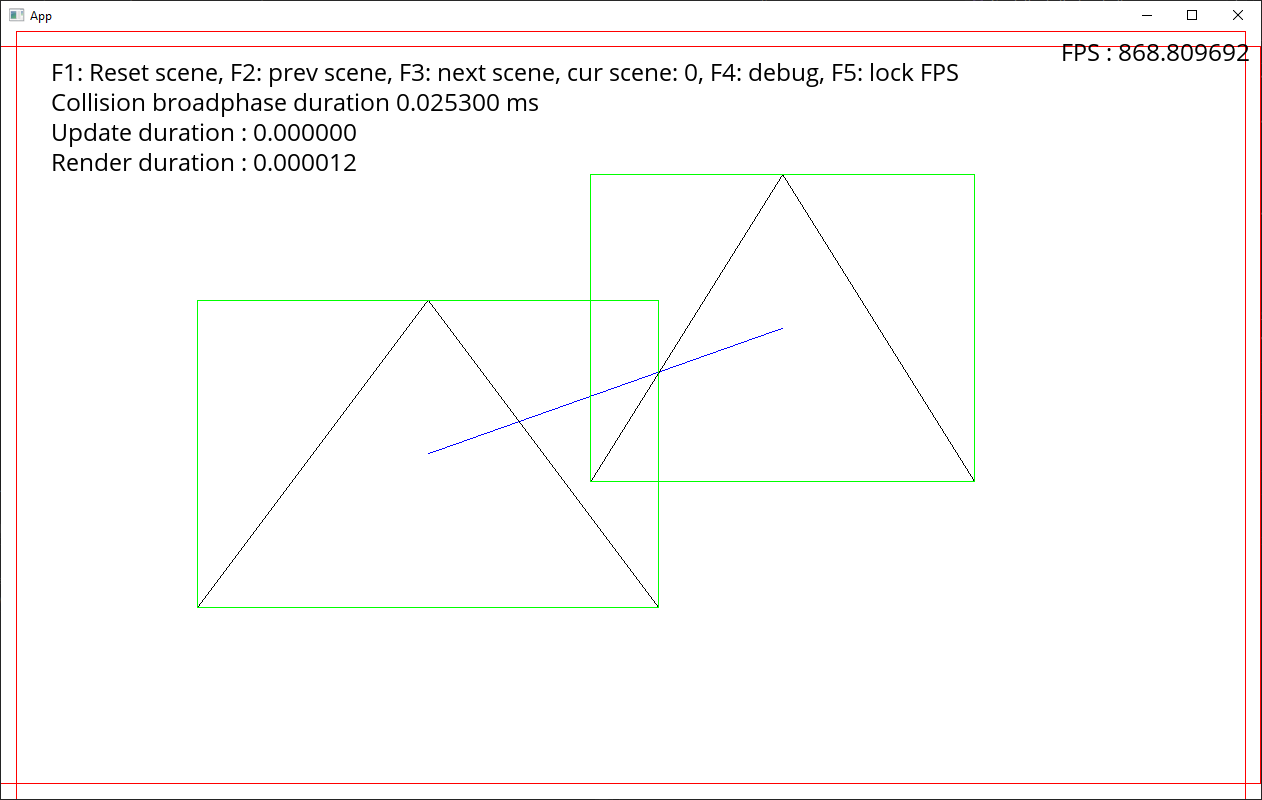 App
FPS : 868.809692
F1: Reset scene, F2: prev scene, F3: next scene, cur scene: 0, F4: debug, F5: lock FPS
Collision broadphase duration 0.025300 ms
Update duration : 0.000000
Render duration : 0.000012